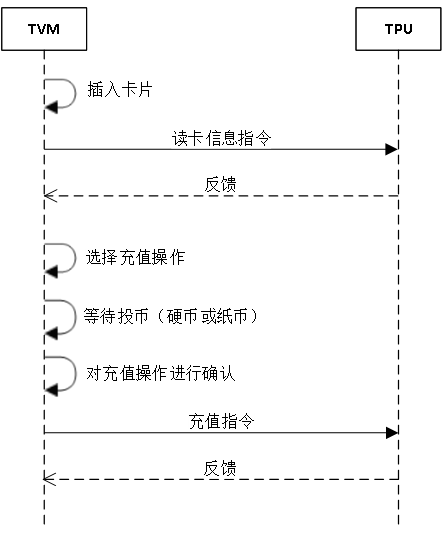 TVM
TPU
插入卡片
读卡信息指令
反馈
选择充值操作
等待投币（硬币或纸币）
对充值操作进行确认
充值指令
反馈